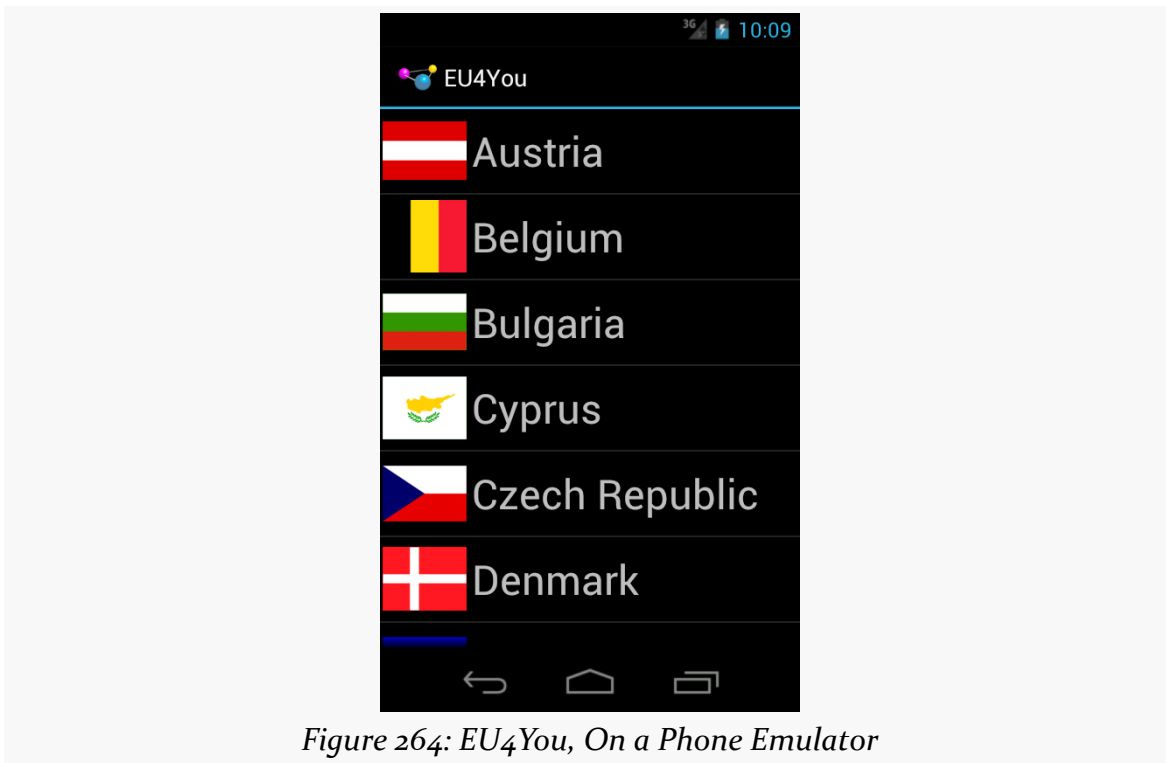 3G 10:09
EU4You
Austria
Belgium
Bulgaria
Cyprus
Czech Republic
Denmark
Figure 264: EU4You, On a Phone Emulator